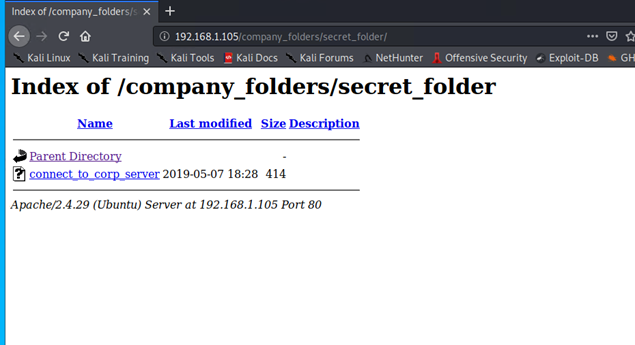 Index of /company_folders/s
192.168.1.105/company_folders/secret_folder/
Kali Linux Kali Training Kali Tools Kali Docs Kali Forums NetHunter Offensive Security Exploit-DB GH
Index of /company_folders/secret_folder
Name Last modified Size Description
Parent Directory -
connect_to_corp_server 2019-05-07 18:28 414
Apache/2.4.29 (Ubuntu) Server at 192.168.1.105 Port 80